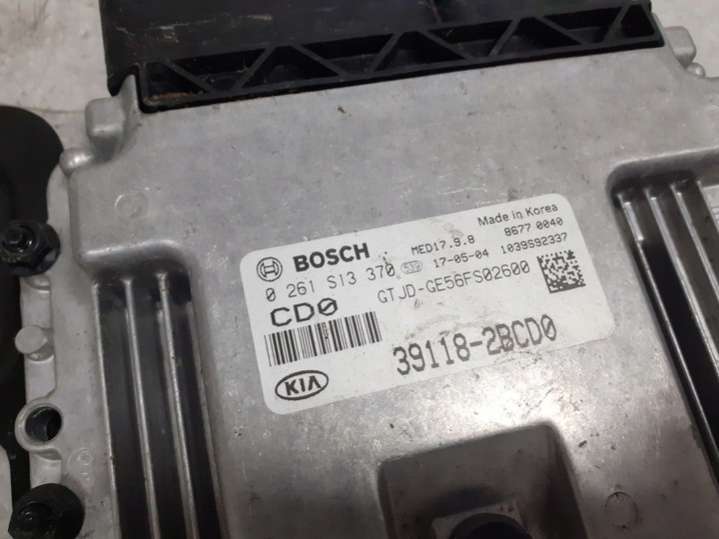 BOSCH MED17.9.8 Made in Korea
8677 0040
0 261 S13 370 17-05-04 1039S92337
CD0 GTJD-GE56FS02600
39118-2BCD0
KIA